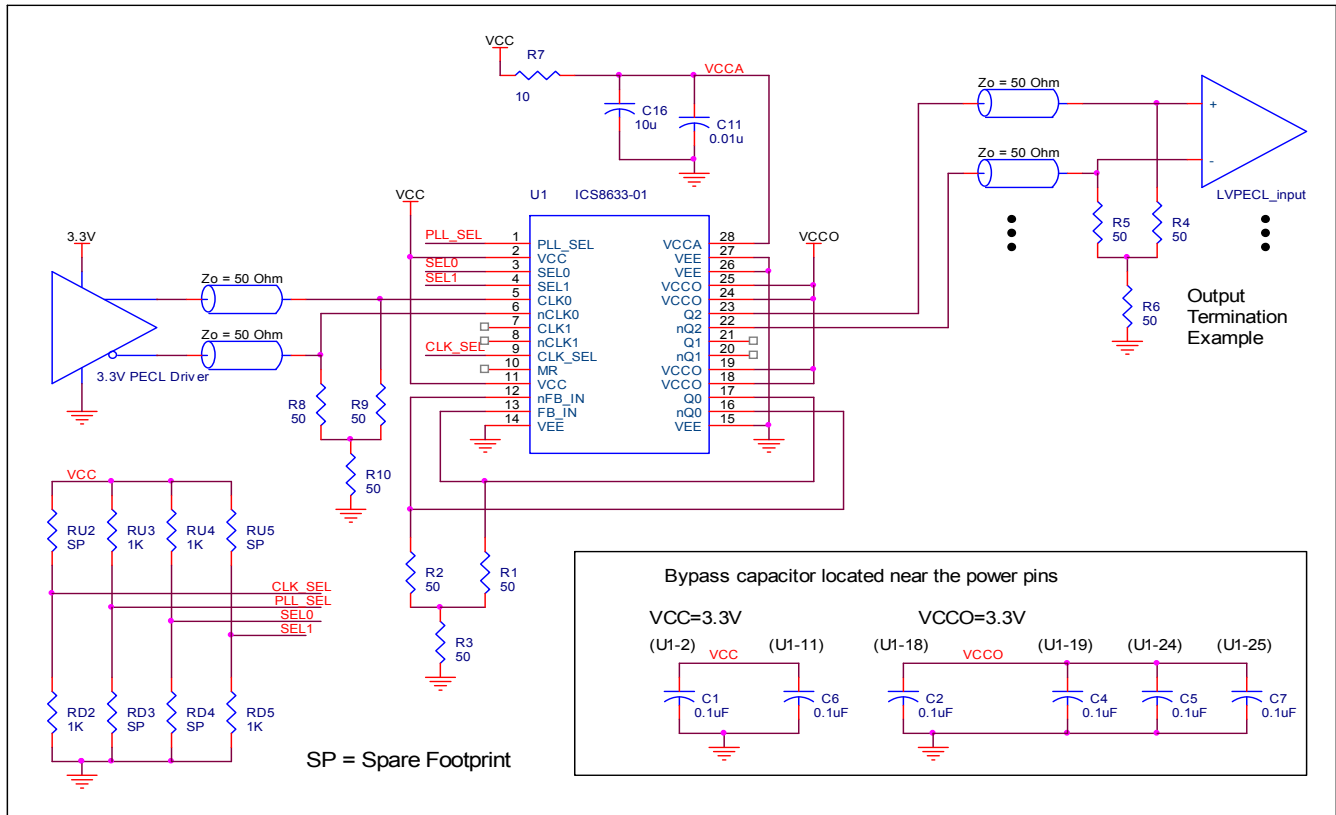 VCC
R7
10
VCCA
C16
10u
C11
0.01u
Zo = 50 Ohm
Zo = 50 Ohm
+
-
LVPECL_input
R5
50
R4
50
R6
50
Output
Termination
Example
3.3V
Zo = 50 Ohm
Zo = 50 Ohm
3.3V PECL Driver
R8
50
R9
50
R10
50
VCC
U1
ICS8633-01
PLL_SEL
SEL0
SEL1
CLK_SEL
1 PLL_SEL
2 VCC
3 SEL0
4 SEL1
5 CLK0
6 nCLK0
7 CLK1
8 nCLK1
9 CLK_SEL
10 MR
11 VCC
12 nFB_IN
13 FB_IN
14 VEE
VCCA 28
VEE 27
VEE 26
VCCO 25
VCCO 24
Q2 23
nQ2 22
Q1 21
nQ1 20
VCCO 19
VCCO 18
Q0 17
nQ0 16
VEE 15
VCCO
R2
50
R1
50
R3
50
VCC
RU2
SP
RU3
1K
RU4
1K
RU5
SP
CLK_SEL
PLL_SEL
SEL0
SEL1
RD2
1K
RD3
SP
RD4
SP
RD5
1K
SP = Spare Footprint
Bypass capacitor located near the power pins
VCC=3.3V
VCCO=3.3V
(U1-2)
VCC
(U1-11)
(U1-18)
VCCO
(U1-19)
(U1-24)
(U1-25)
C1
0.1uF
C6
0.1uF
C2
0.1uF
C4
0.1uF
C5
0.1uF
C7
0.1uF